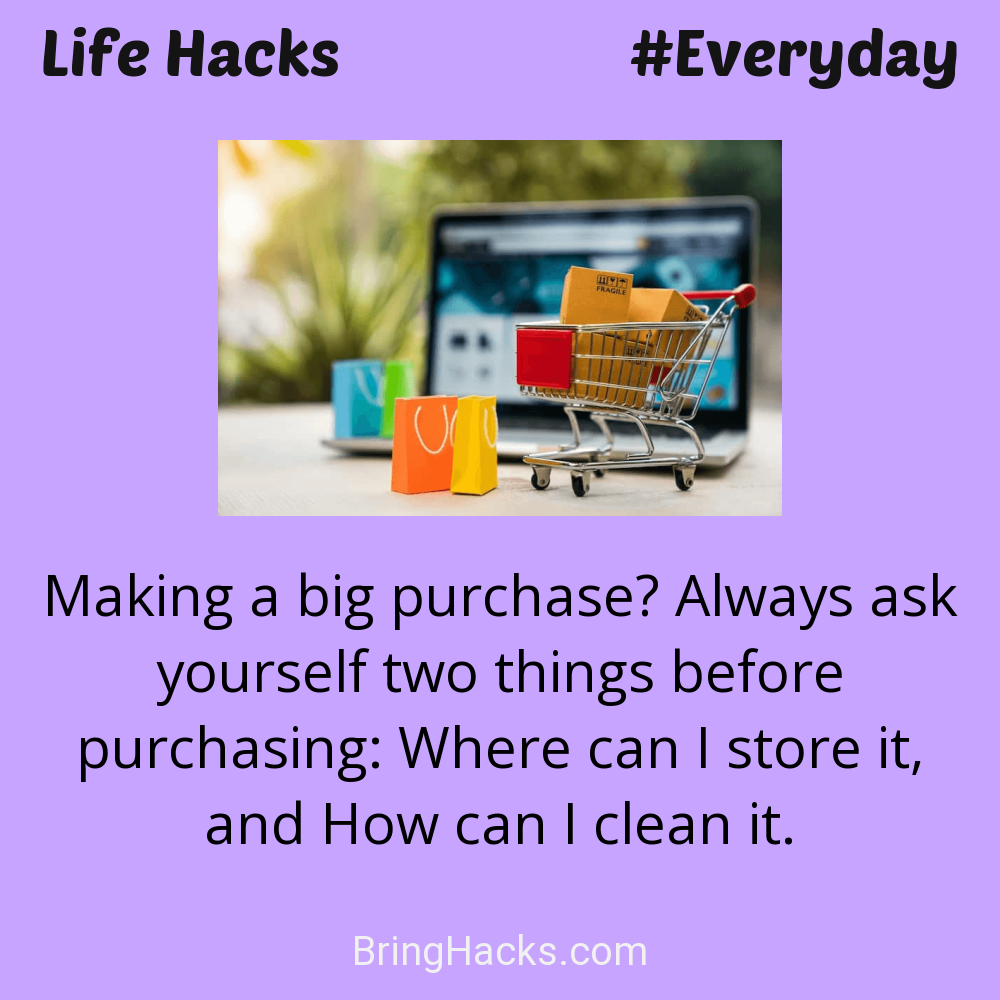 Life Hacks
#Everyday
FRAGILE
Making a big purchase? Always ask
yourself two things before
purchasing: Where can I store it,
and How can I clean it.
BringHacks.com